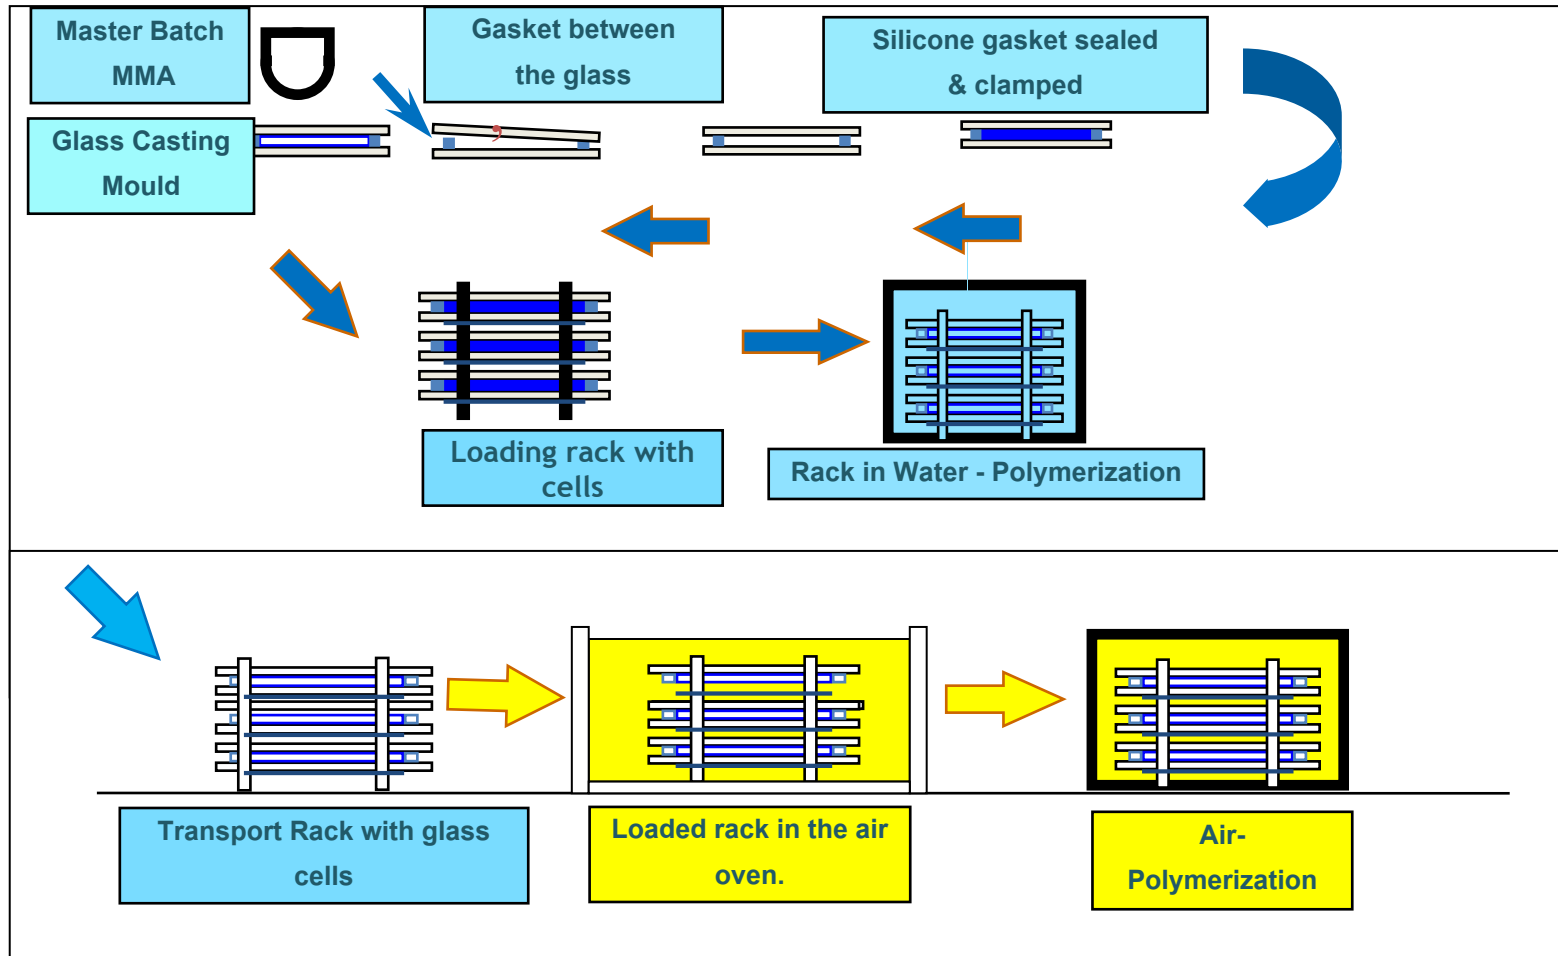 Master Batch
MMA
Gasket between
the glass
Silicone gasket sealed
& clamped
Glass Casting
Mould
Loading rack with
cells
Rack in Water - Polymerization
Transport Rack with glass
cells
Loaded rack in the air
oven.
Air-
Polymerization